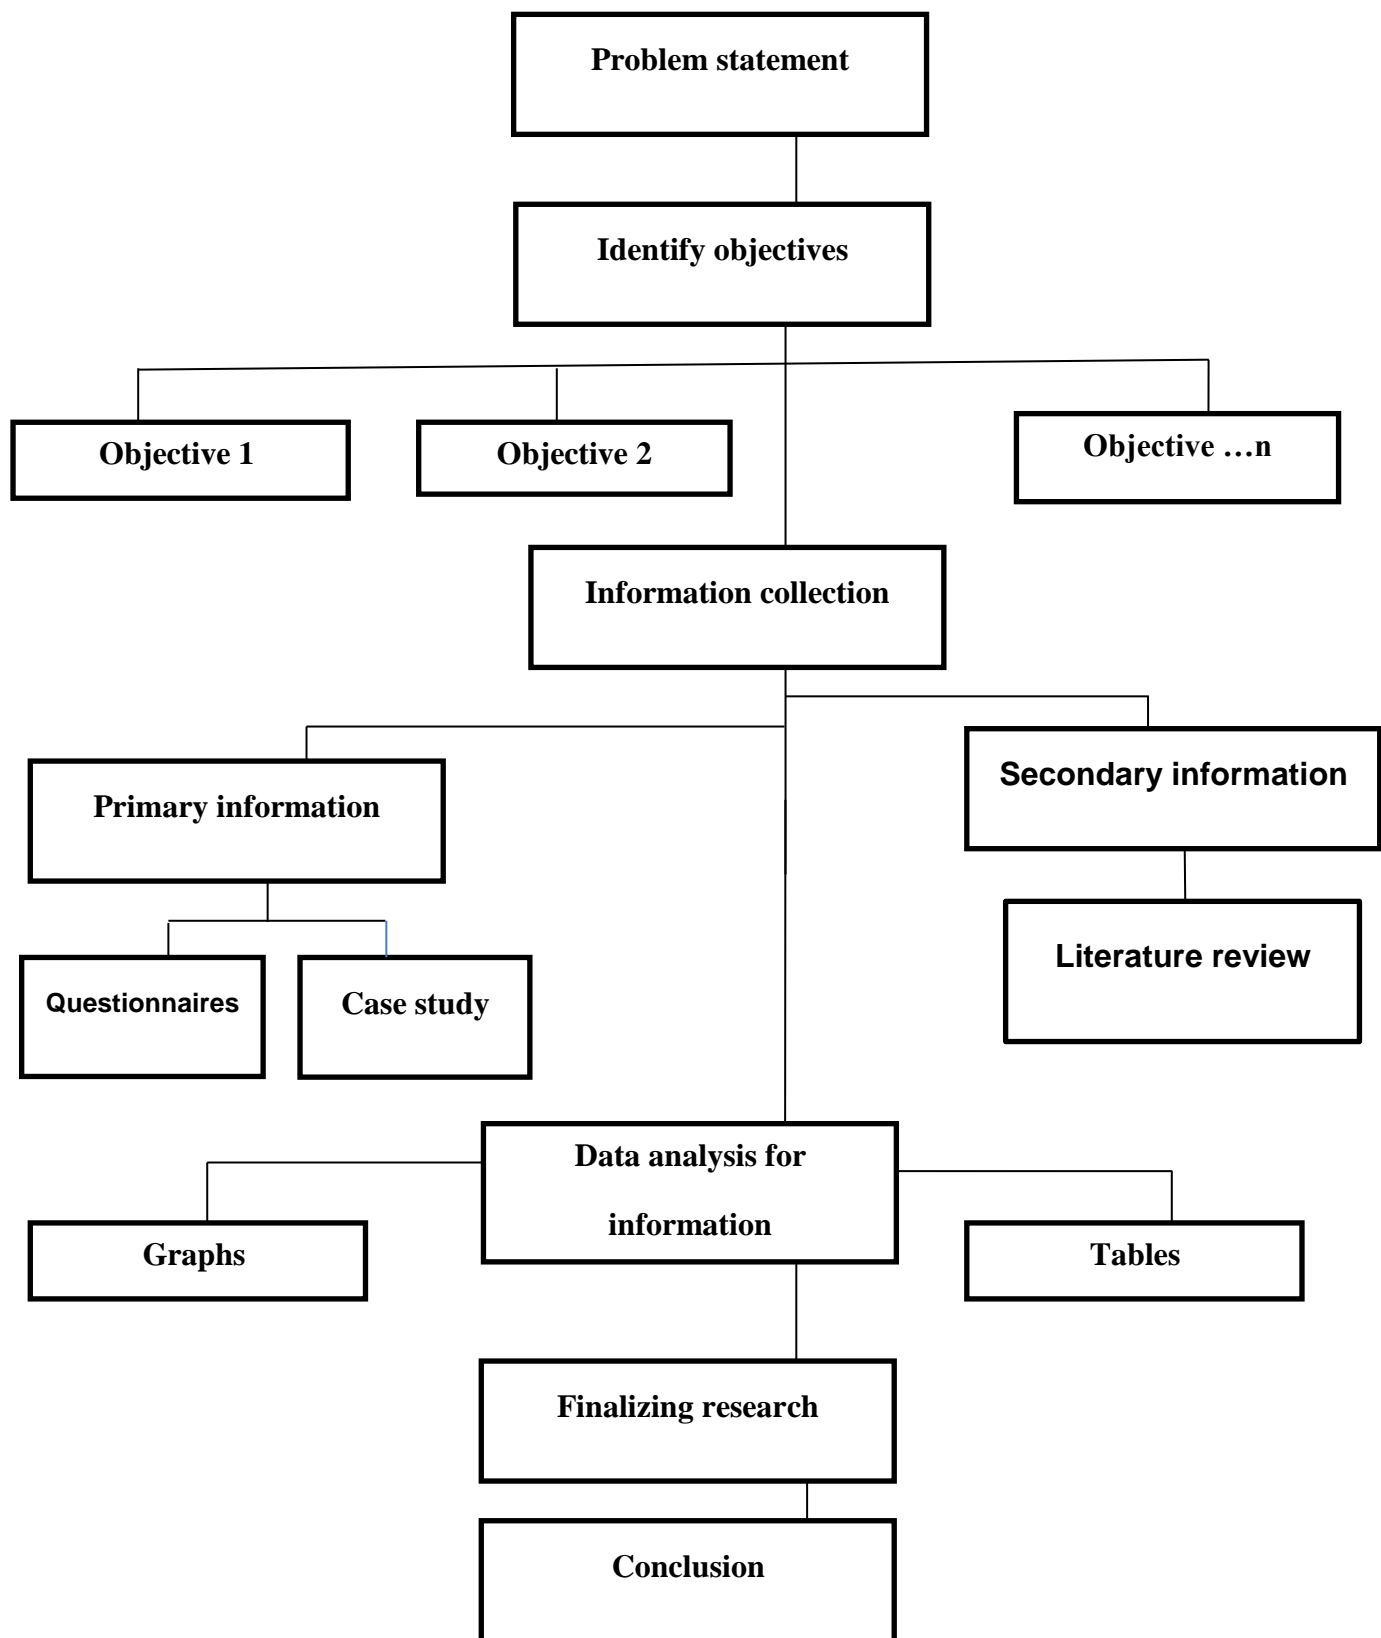 Problem statement
Identify objectives
Objective 1
Objective 2
Objective …n
Information collection
Primary information
Secondary information
Questionnaires
Case study
Literature review
Data analysis for
information
Graphs
Tables
Finalizing research
Conclusion